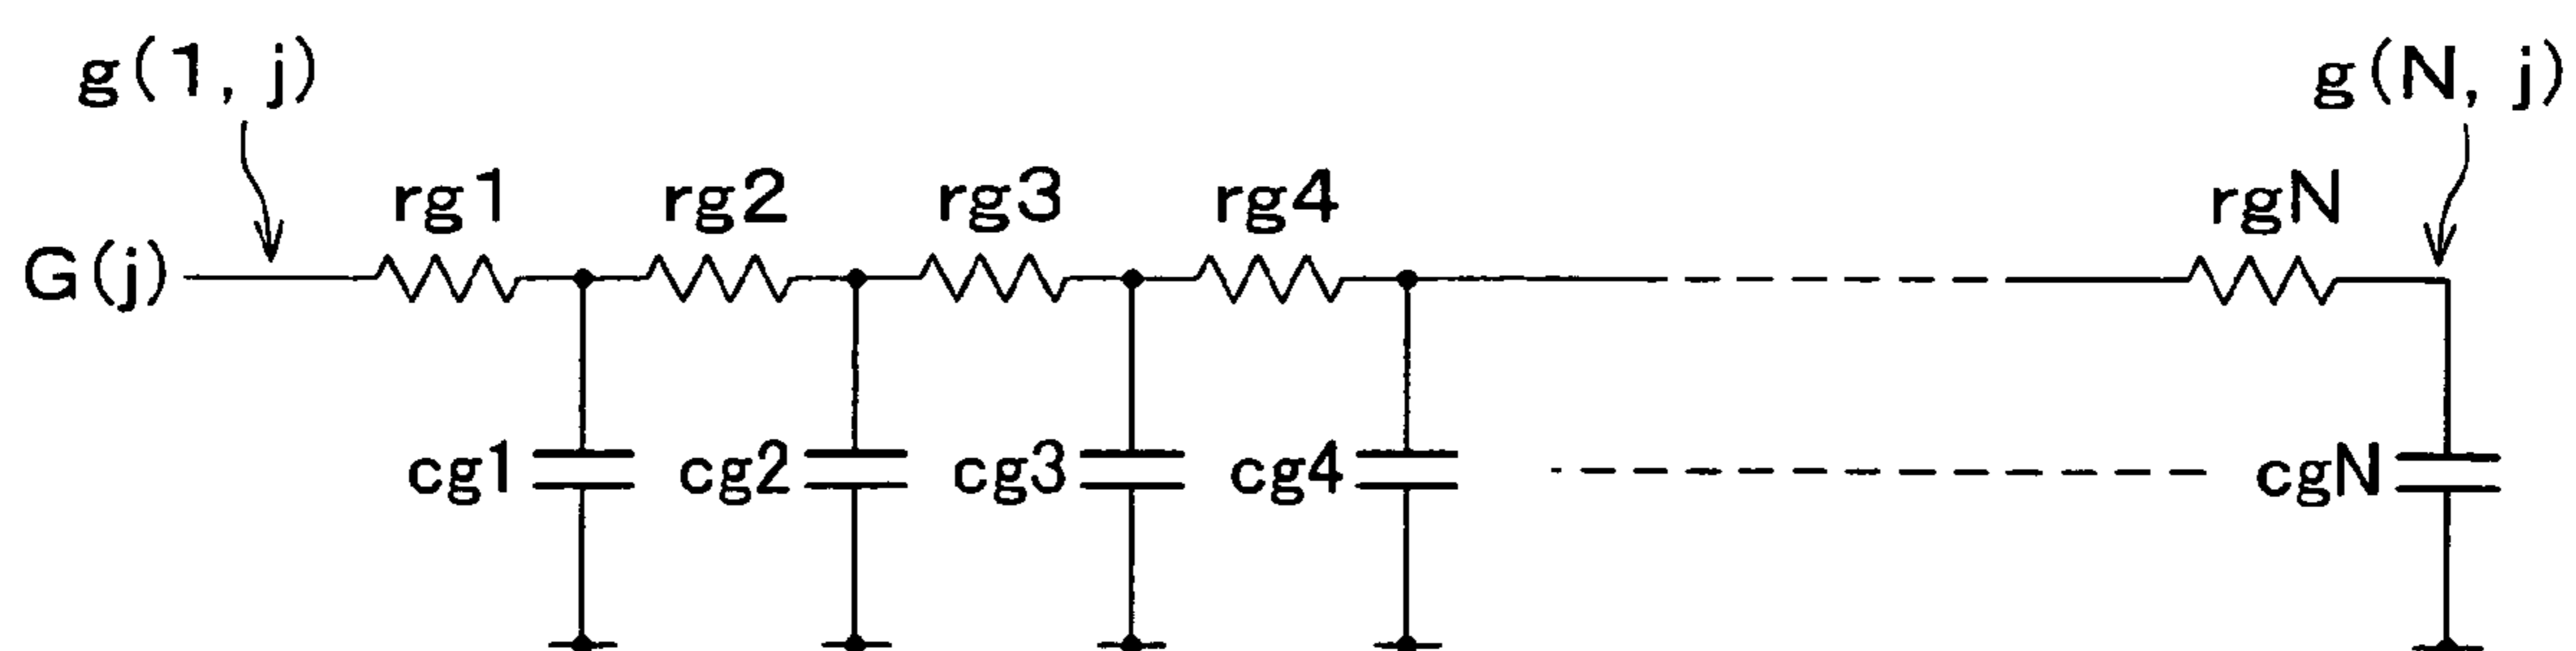 g(1, j)
g(N, j)
rg1
rg2
rg3
rg4
rgN
G(j)
cg1
cg2
cg3
cg4
cgN